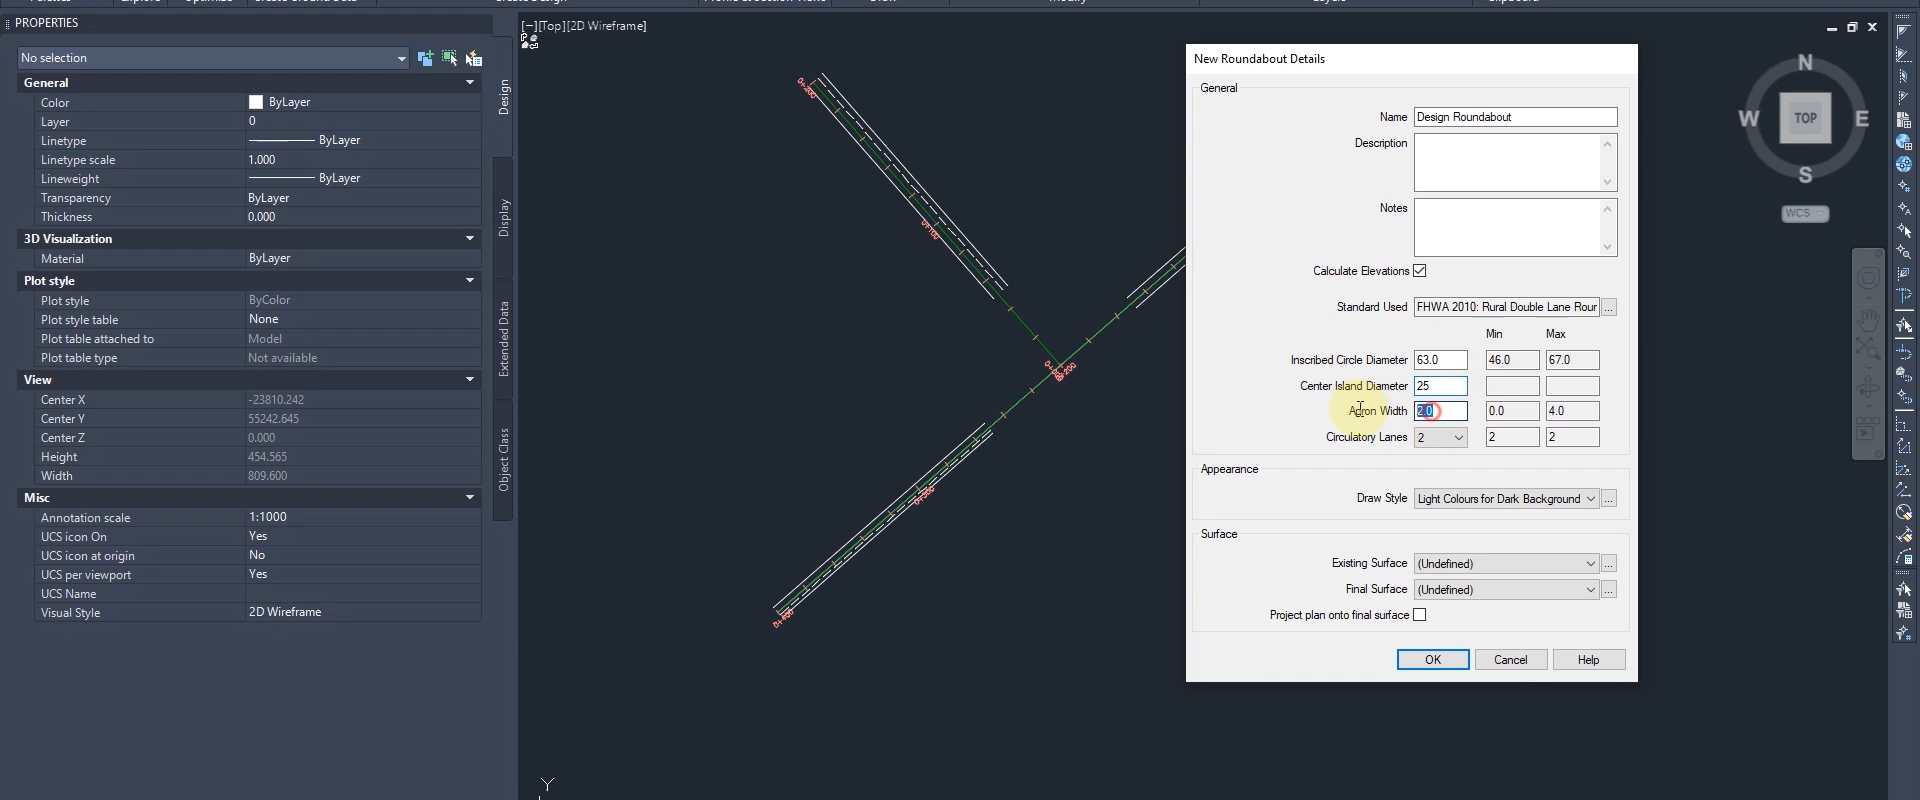 PROPERTIES
No selection
General
Color ByLayer
Layer 0
Linetype ByLayer
Linetype scale 1.000
Lineweight ByLayer
Transparency ByLayer
Thickness 0.000
3D Visualization
Material ByLayer
Plot style
Plot style ByColor
Plot style table None
Plot table attached to Model
Plot table type Not available
View
Center X -23810.242
Center Y 55242.645
Center Z 0.000
Height 454.565
Width 809.600
Misc
Annotation scale 1:1000
UCS icon On Yes
UCS icon at origin No
UCS per viewport Yes
UCS Name
Visual Style 2D Wireframe
Design
Display
Extended Data
Object Class
[−][Top][2D Wireframe]
0+200
0+100
0+300
0+400
Y
New Roundabout Details
General
Name Design Roundabout
Description
Notes
Calculate Elevations
Standard Used FHWA 2010: Rural Double Lane Rour ...
Min Max
Inscribed Circle Diameter 63.0 46.0 67.0
Center Island Diameter 25
Apron Width 2.0 0.0 4.0
Circulatory Lanes 2 2 2
Appearance
Draw Style Light Colours for Dark Background ...
Surface
Existing Surface (Undefined) ...
Final Surface (Undefined) ...
Project plan onto final surface
OK Cancel Help
N
W TOP E
S
WCS